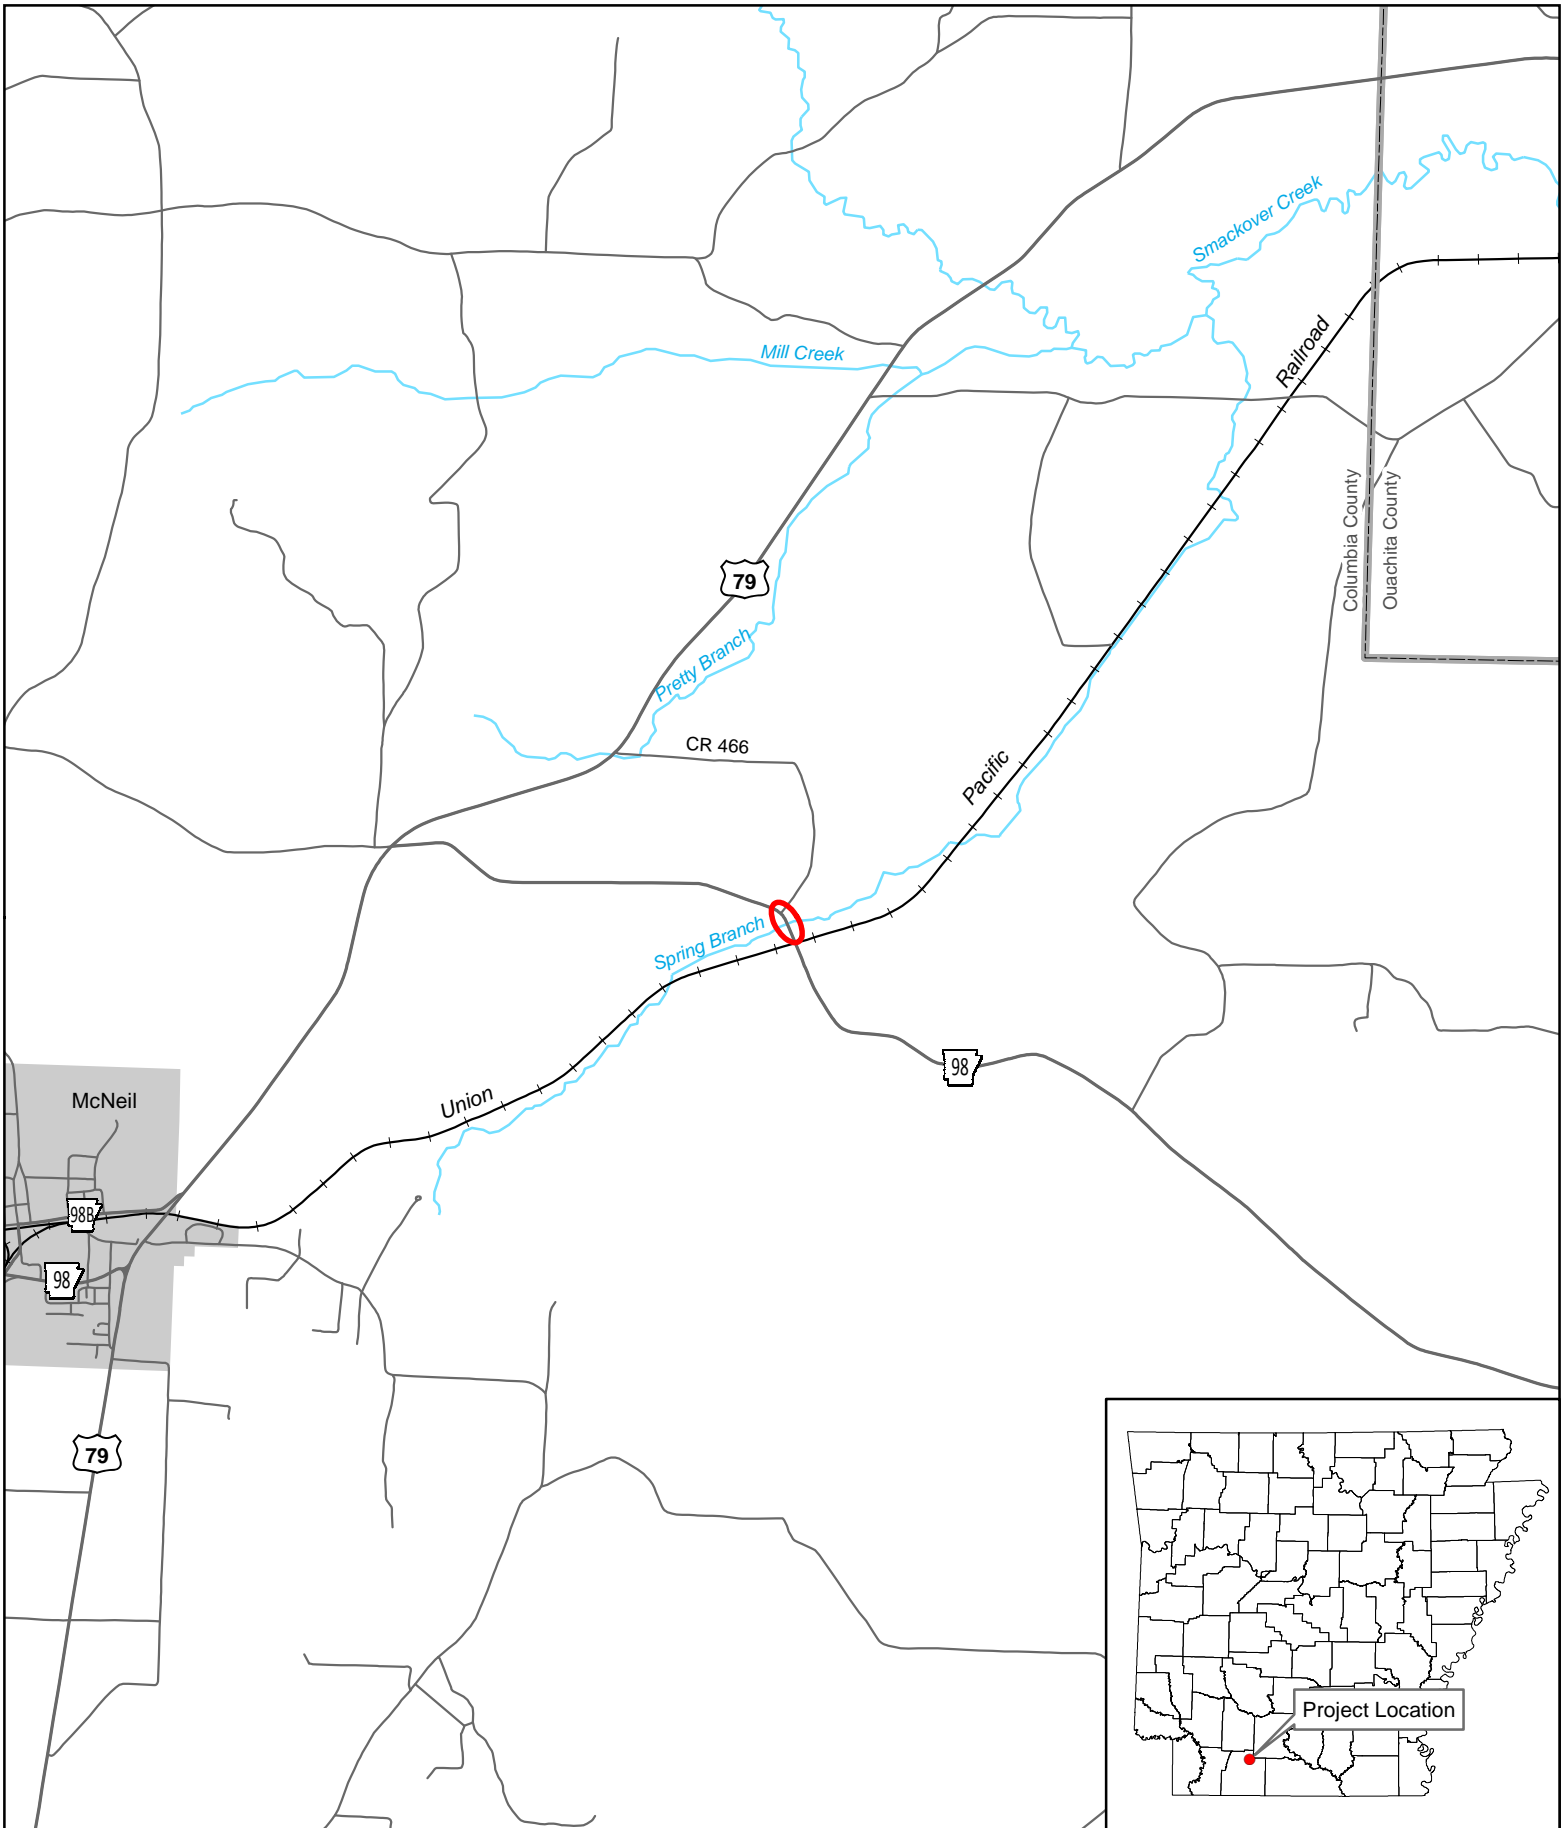 Smackover Creek
Railroad
Mill Creek
Columbia County
Ouachita County
79
Pretty Branch
CR 466
Pacific
Spring Branch
98
Union
McNeil
98B
98
79
Project Location